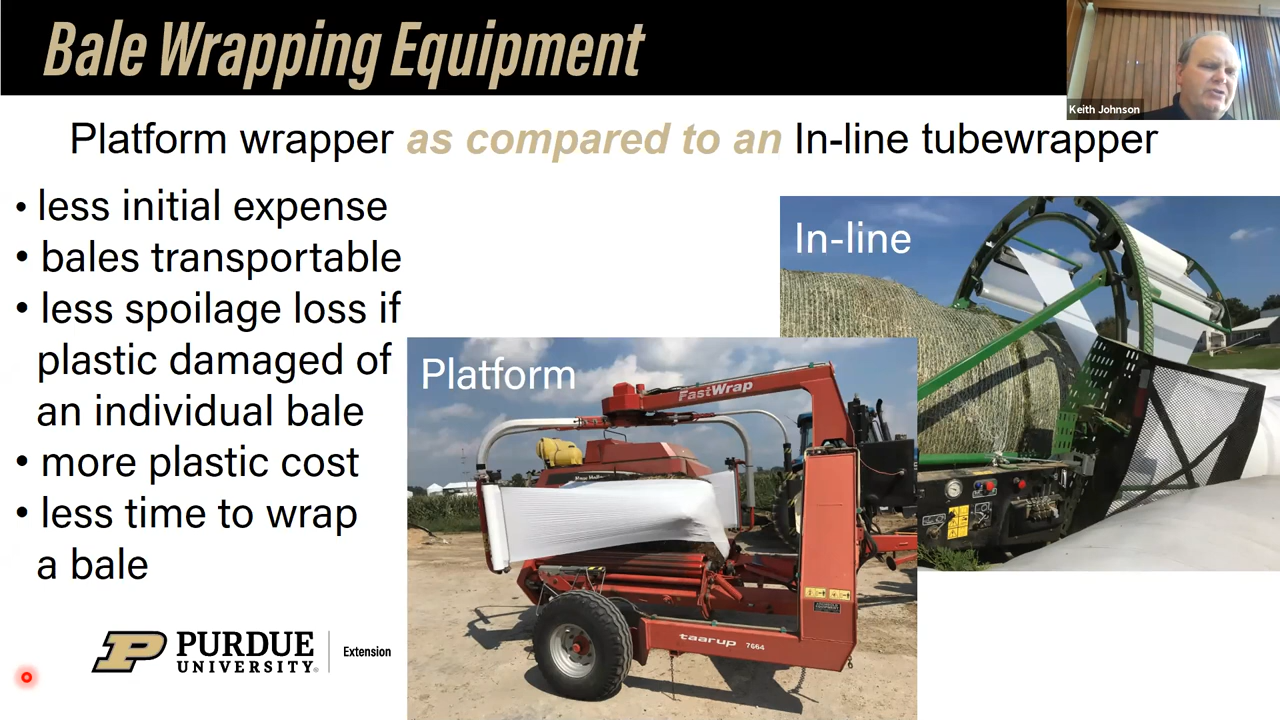 Bale Wrapping Equipment
Keith Johnson
Platform wrapper as compared to an In-line tubewrapper
• less initial expense
• bales transportable
• less spoilage loss if
plastic damaged of
an individual bale
• more plastic cost
• less time to wrap
a bale
In-line
Platform
FastWrap
taarup 7664
PURDUE
UNIVERSITY®
Extension